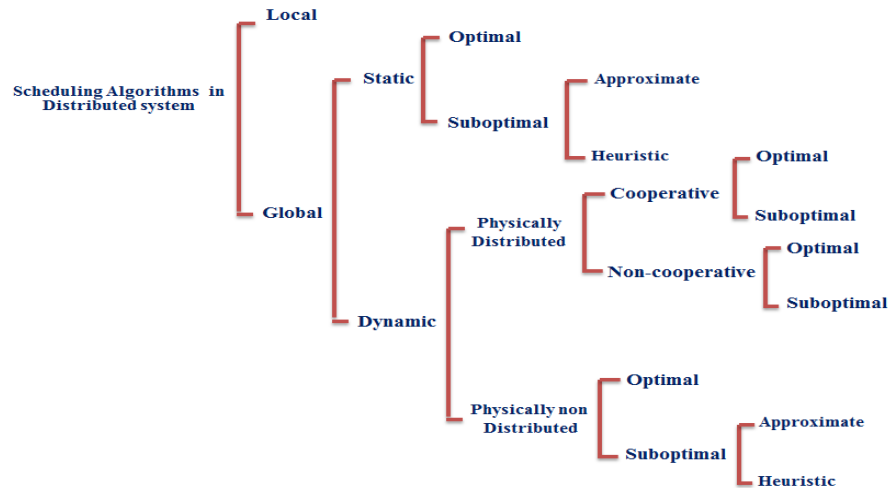 Local
Optimal
Static
Approximate
Scheduling Algorithms in
Distributed system
Suboptimal
Heuristic
Optimal
Cooperative
Global
Suboptimal
Physically
Distributed
Optimal
Non-cooperative
Suboptimal
Dynamic
Optimal
Physically non
Distributed
Approximate
Suboptimal
Heuristic